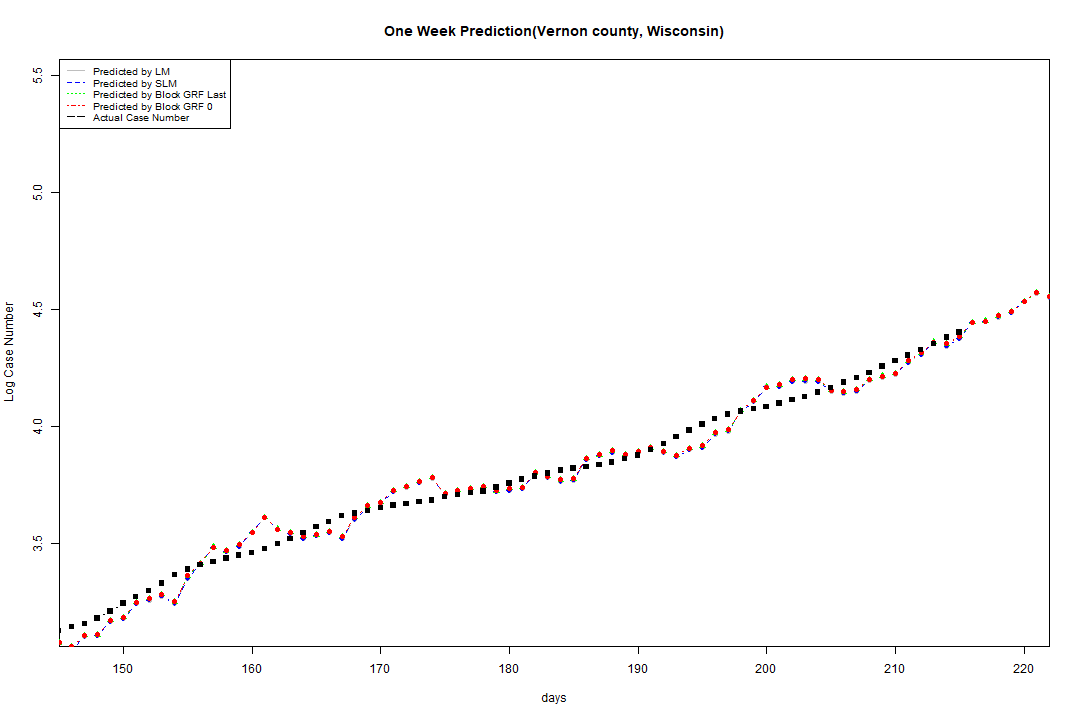 One Week Prediction(Vernon county, Wisconsin)
Predicted by LM
Predicted by SLM
Predicted by Block GRF Last
Predicted by Block GRF 0
Actual Case Number
5.5
5.0
4.5
4.0
3.5
Log Case Number
150 160 170 180 190 200 210 220
days